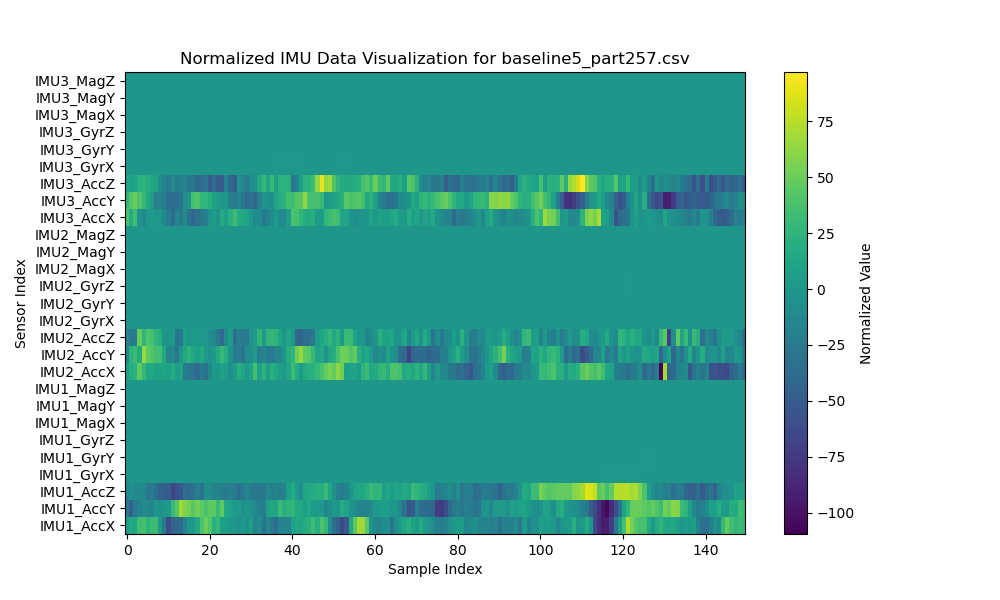 Normalized IMU Data Visualization for baseline5_part257.csv
IMU3_MagZ
IMU3_MagY
IMU3_MagX
IMU3_GyrZ
IMU3_GyrY
IMU3_GyrX
IMU3_AccZ
IMU3_AccY
IMU3_AccX
IMU2_MagZ
IMU2_MagY
IMU2_MagX
IMU2_GyrZ
IMU2_GyrY
IMU2_GyrX
IMU2_AccZ
IMU2_AccY
IMU2_AccX
IMU1_MagZ
IMU1_MagY
IMU1_MagX
IMU1_GyrZ
IMU1_GyrY
IMU1_GyrX
IMU1_AccZ
IMU1_AccY
IMU1_AccX
Sensor Index
0 20 40 60 80 100 120 140
Sample Index
75
50
25
0
−25
−50
−75
−100
Normalized Value